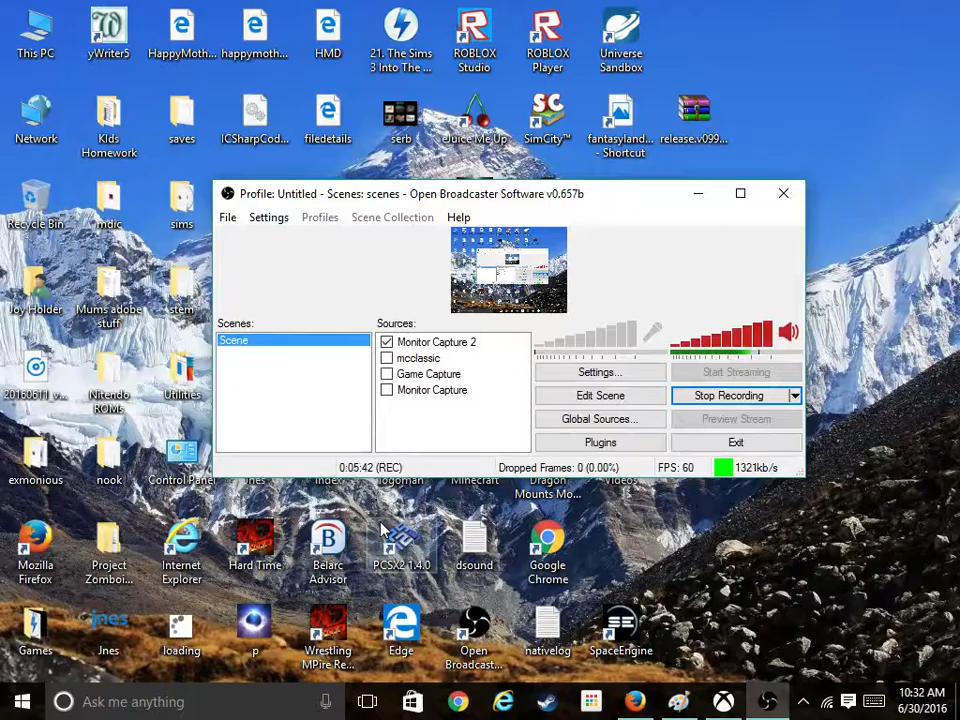 This PC
yWriter5
HappyMoth...
happymoth...
HMD
21. The Sims
3 Into The ...
ROBLOX
Studio
ROBLOX
Player
Universe
Sandbox
Network
KIds
Homework
saves
ICSharpCod...
filedetails
serb
eJuice Me Up
SimCity™
fantasyland...
- Shortcut
release.v099...
Recycle Bin
mdic
sims
Joy Holder
Mums adobe
stuff
stem
20160611_v...
Nitendo
ROMs
Utilities
exmonious
nook
Control Panel
Profile: Untitled - Scenes: scenes - Open Broadcaster Software v0.657b
File
Settings
Profiles
Scene Collection
Help
Scenes:
Scene
Sources:
Monitor Capture 2
mcclassic
Game Capture
Monitor Capture
Settings...
Start Streaming
Edit Scene
Stop Recording
Global Sources...
Preview Stream
Plugins
Exit
0:05:42 (REC)
Dropped Frames: 0 (0.00%)
FPS: 60
1321kb/s
Minecraft
Dragon
Mounts Mo...
Videos
Mozilla
Firefox
Project
Zomboi...
Internet
Explorer
Hard Time
Belarc
Advisor
PCSX2 1.4.0
dsound
Google
Chrome
Games
Jnes
loading
p
Wrestling
MPire Re...
Edge
Open
Broadcast...
nativelog
SpaceEngine
Ask me anything
10:32 AM
6/30/2016